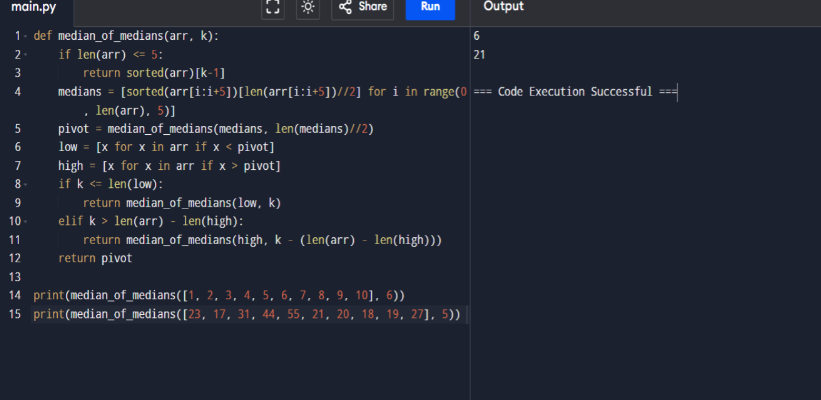 main.py Share Run Output
1 def median_of_medians(arr, k):
2     if len(arr) <= 5:
3         return sorted(arr)[k-1]
4     medians = [sorted(arr[i:i+5])[len(arr[i:i+5])//2] for i in range(0
        , len(arr), 5)]
5     pivot = median_of_medians(medians, len(medians)//2)
6     low = [x for x in arr if x < pivot]
7     high = [x for x in arr if x > pivot]
8     if k <= len(low):
9         return median_of_medians(low, k)
10     elif k > len(arr) - len(high):
11         return median_of_medians(high, k - (len(arr) - len(high)))
12     return pivot
13
14 print(median_of_medians([1, 2, 3, 4, 5, 6, 7, 8, 9, 10], 6))
15 print(median_of_medians([23, 17, 31, 44, 55, 21, 20, 18, 19, 27], 5))
6
21
=== Code Execution Successful ===